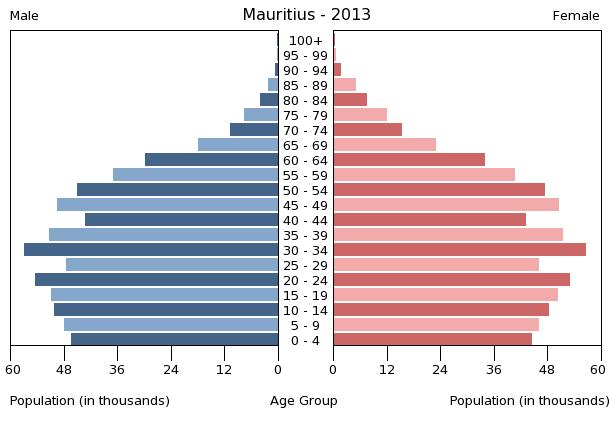 Male Mauritius - 2013 Female
100+
95 - 99
90 - 94
85 - 89
80 - 84
75 - 79
70 - 74
65 - 69
60 - 64
55 - 59
50 - 54
45 - 49
40 - 44
35 - 39
30 - 34
25 - 29
20 - 24
15 - 19
10 - 14
5 - 9
0 - 4
60 48 36 24 12 0 0 12 24 36 48 60
Population (in thousands) Age Group Population (in thousands)